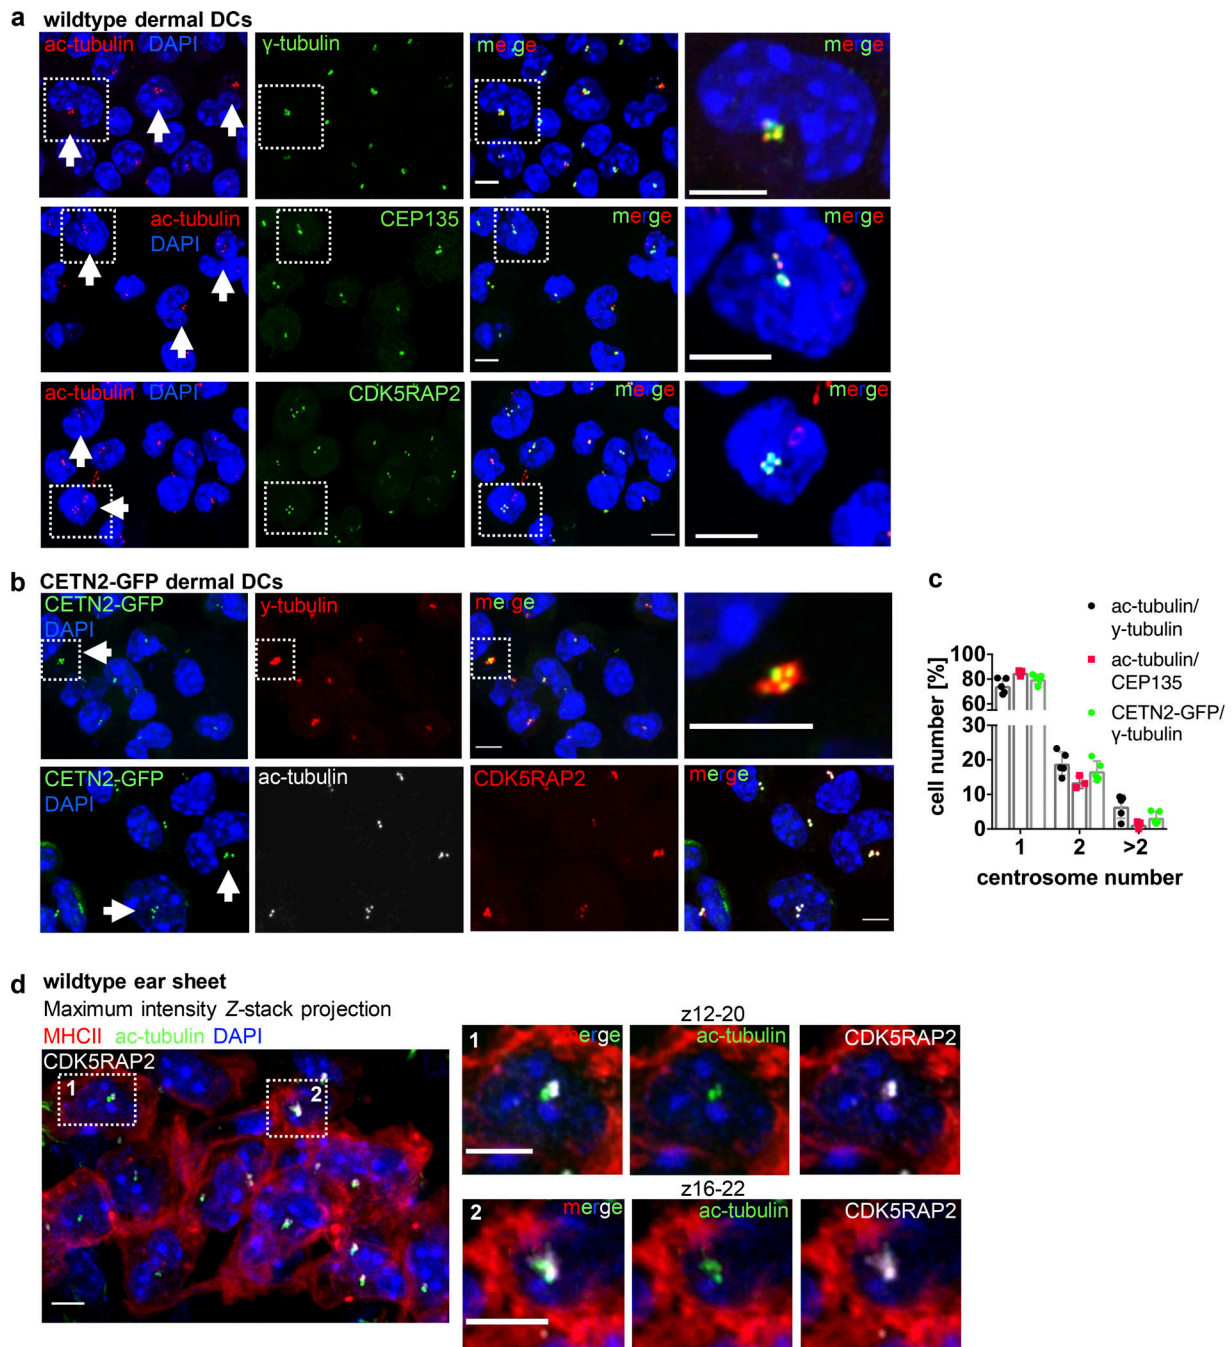 a wildtype dermal DCs
ac-tubulin DAPI
γ-tubulin
merge
merge
ac-tubulin
DAPI
CEP135
merge
merge
ac-tubulin DAPI
CDK5RAP2
merge
merge
b CETN2-GFP dermal DCs
CETN2-GFP
DAPI
y-tubulin
merge
CETN2-GFP
DAPI
ac-tubulin
CDK5RAP2
merge
c
ac-tubulin/
y-tubulin
ac-tubulin/
CEP135
CETN2-GFP/
γ-tubulin
cell number [%]
100
80
60
30
20
10
0
1 2 >2
centrosome number
d wildtype ear sheet
Maximum intensity Z-stack projection
MHCII ac-tubulin DAPI
CDK5RAP2
1
2
z12-20
1
erge
ac-tubulin
CDK5RAP2
z16-22
2
merge
ac-tubulin
CDK5RAP2